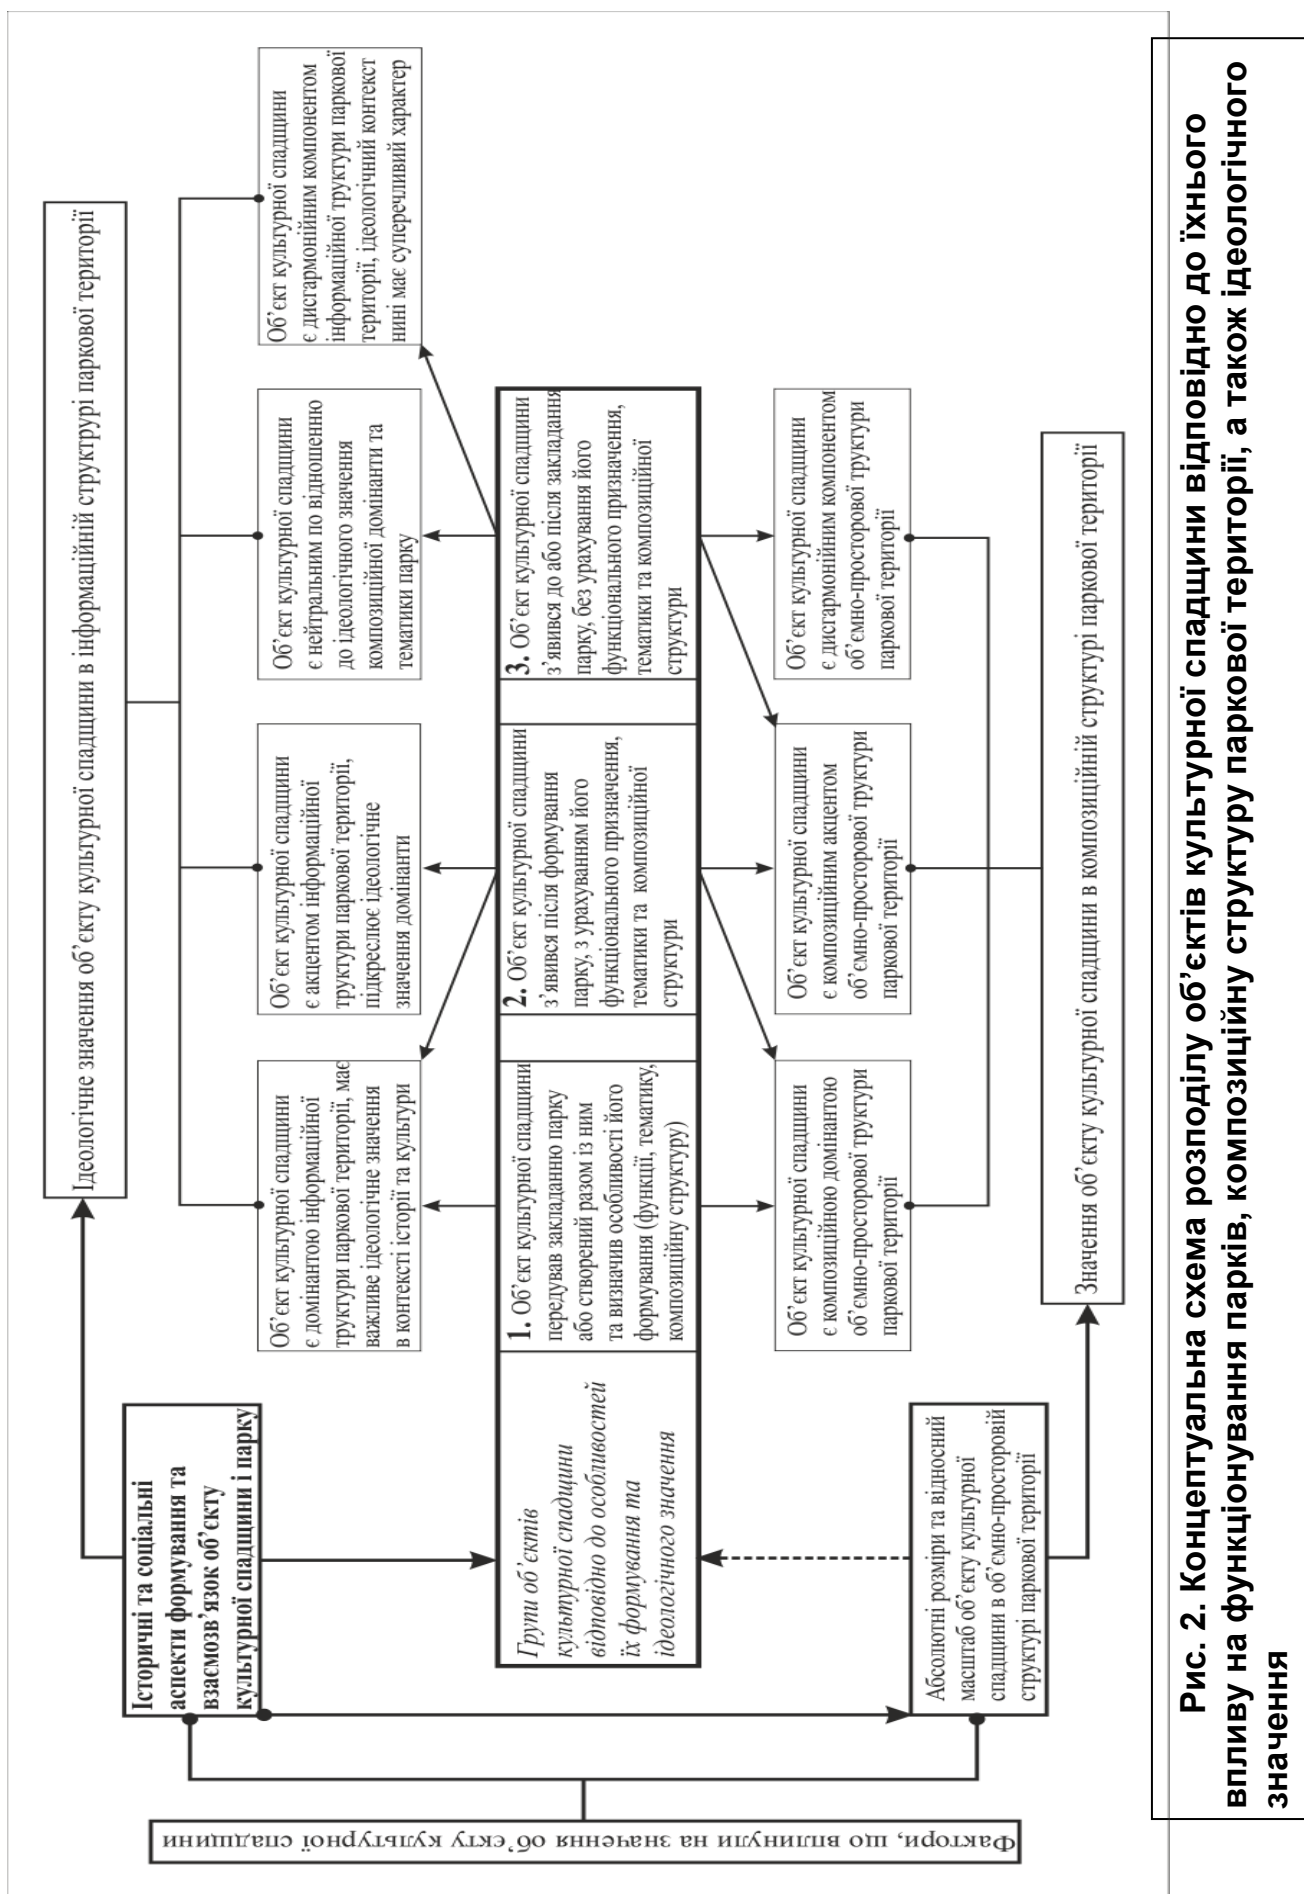 Фактори, що вплинули на значення об’єкту культурної спадщини
Історичні та соціальні
аспекти формування та
взаємозв’язок об’єкту
культурної спадщини і парку
Ідеологічне значення об’єкту культурної спадщини в інформаційній структурі паркової території
Об’єкт культурної спадщини
є домінантою інформаційної
труктури паркової території, має
важливе ідеологічне значення
в контексті історії та культури
Об’єкт культурної спадщини
є акцентом інформаційної
труктури паркової території,
підкреслює ідеологічне
значення домінанти
Об’єкт культурної спадщини
є нейтральним по відношенню
до ідеологічного значення
композиційної домінанти та
тематики парку
Об’єкт культурної спадщини
є дисгармонійним компонентом
інформаційної труктури паркової
території, ідеологічний контекст
нині має суперечливий характер
Групи об’єктів
культурної спадщини
відповідно до особливостей
їх формування та
ідеологічного значення
1. Об’єкт культурної спадщини
передував закладанню парку
або створений разом із ним
та визначив особливості його
формування (функції, тематику,
композиційну структуру)
2. Об’єкт культурної спадщини
з’явився після формування
парку, з урахуванням його
функціонального призначення,
тематики та композиційної
структури
3. Об’єкт культурної спадщини
з’явився до або після закладання
парку, без урахування його
функціонального призначення,
тематики та композиційної
структури
Абсолютні розміри та відносний
масштаб об’єкту культурної
спадщини в об’ємно-просторовій
структурі паркової території
Об’єкт культурної спадщини
є композиційною домінантою
об’ємно-просторової труктури
паркової території
Об’єкт культурної спадщини
є композиційним акцентом
об’ємно-просторової труктури
паркової території
Об’єкт культурної спадщини
є дисгармонійним компонентом
об’ємно-просторової труктури
паркової території
Значення об’єкту культурної спадщини в композиційній структурі паркової території
Рис. 2. Концептуальна схема розподілу об’єктів культурної спадщини відповідно до їхнього
впливу на функціонування парків, композиційну структуру паркової території, а також ідеологічного
значення